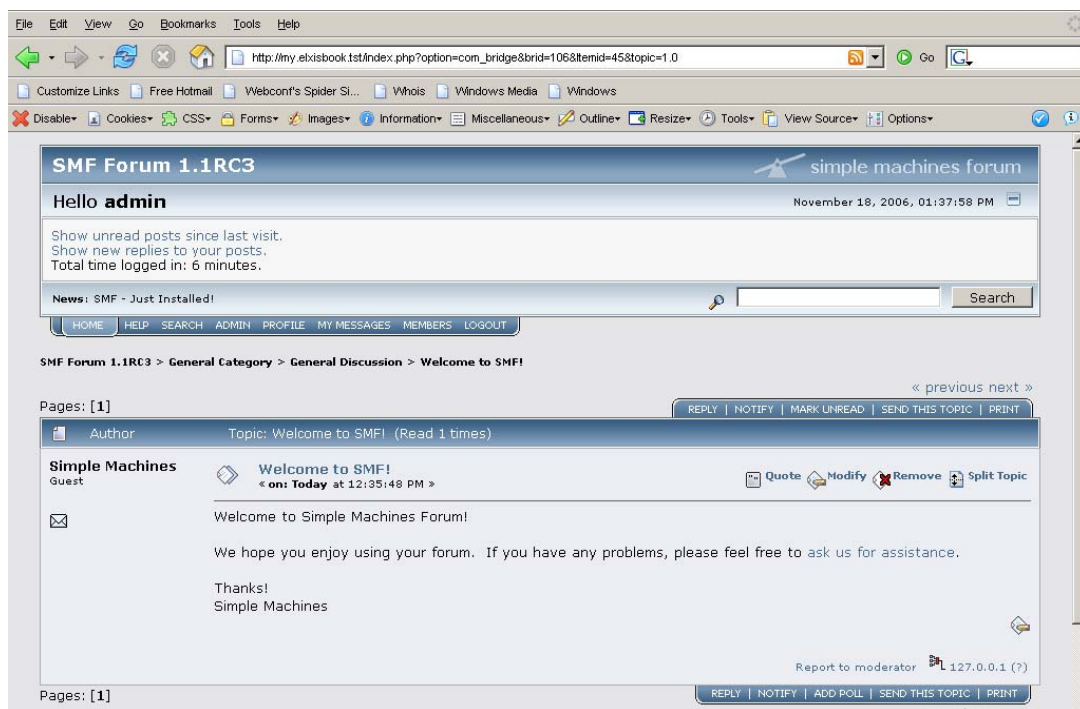 File Edit View Go Bookmarks Tools Help
http://my.elxisbook.tst/index.php?option=com_bridge&brid=106&Itemid=45&topic=1.0 Go G
Customize Links Free Hotmail Webconf's Spider Si... Whois Windows Media Windows
Disable Cookies CSS Forms Images Information Miscellaneous Outline Resize Tools View Source Options
SMF Forum 1.1RC3 simple machines forum
Hello admin November 18, 2006, 01:37:58 PM
Show unread posts since last visit.
Show new replies to your posts.
Total time logged in: 6 minutes.
News: SMF - Just Installed! Search
HOME HELP SEARCH ADMIN PROFILE MY MESSAGES MEMBERS LOGOUT
SMF Forum 1.1RC3 > General Category > General Discussion > Welcome to SMF!
« previous next »
Pages: [1] REPLY | NOTIFY | MARK UNREAD | SEND THIS TOPIC | PRINT
Author Topic: Welcome to SMF! (Read 1 times)
Simple Machines Welcome to SMF! Quote Modify Remove Split Topic
Guest « on: Today at 12:35:48 PM »
Welcome to Simple Machines Forum!
We hope you enjoy using your forum. If you have any problems, please feel free to ask us for assistance.
Thanks!
Simple Machines
Report to moderator 127.0.0.1 (?)
Pages: [1] REPLY | NOTIFY | ADD POLL | SEND THIS TOPIC | PRINT